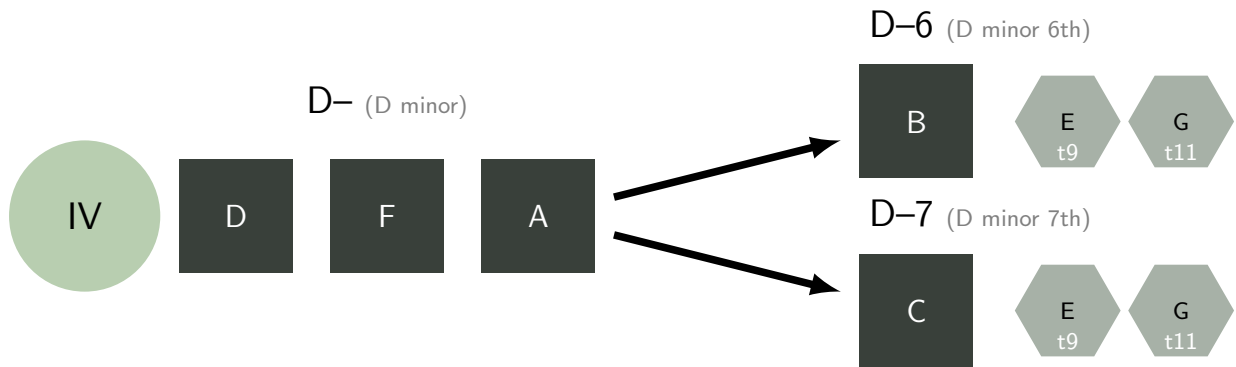 D–6 (D minor 6th)
D– (D minor)
B
E
t9
G
t11
IV
D
F
A
D–7 (D minor 7th)
C
E
t9
G
t11